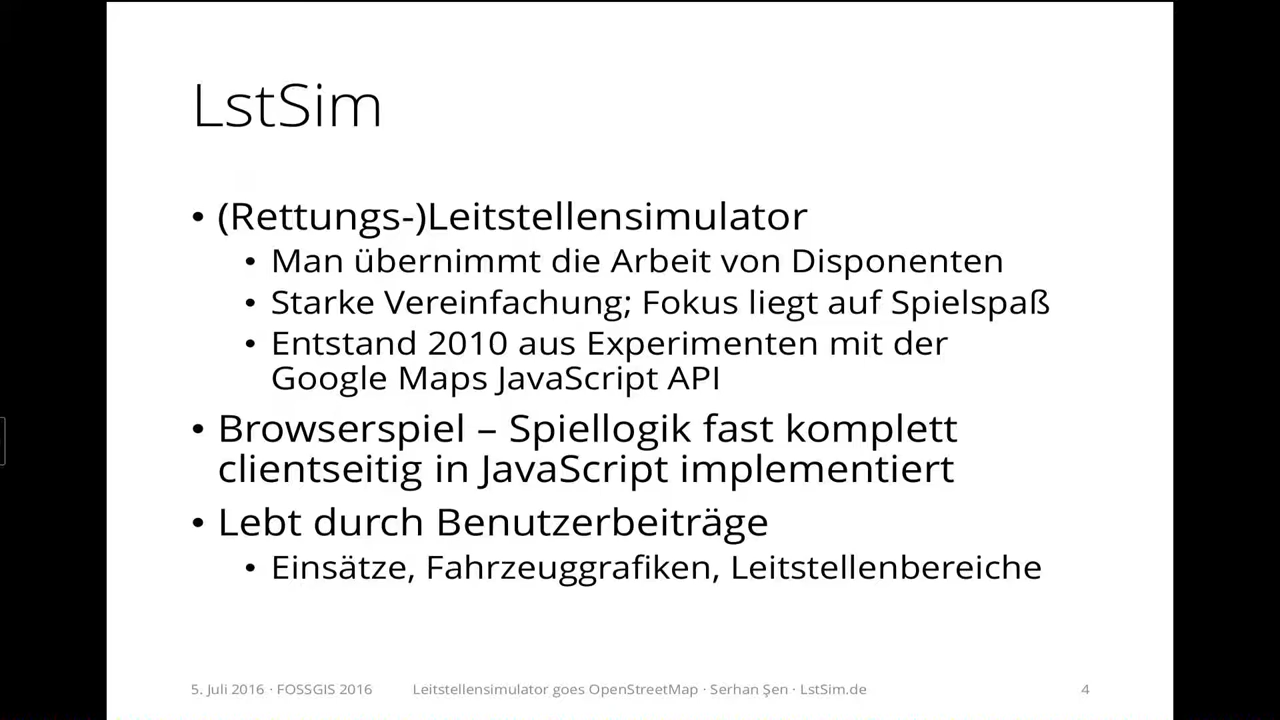 LstSim
• (Rettungs-)Leitstellensimulator
• Man übernimmt die Arbeit von Disponenten
• Starke Vereinfachung; Fokus liegt auf Spielspaß
• Entstand 2010 aus Experimenten mit der
Google Maps JavaScript API
• Browserspiel – Spiellogik fast komplett
clientseitig in JavaScript implementiert
• Lebt durch Benutzerbeiträge
• Einsätze, Fahrzeuggrafiken, Leitstellenbereiche
5. Juli 2016 · FOSSGIS 2016 Leitstellensimulator goes OpenStreetMap · Serhan Şen · LstSim.de 4